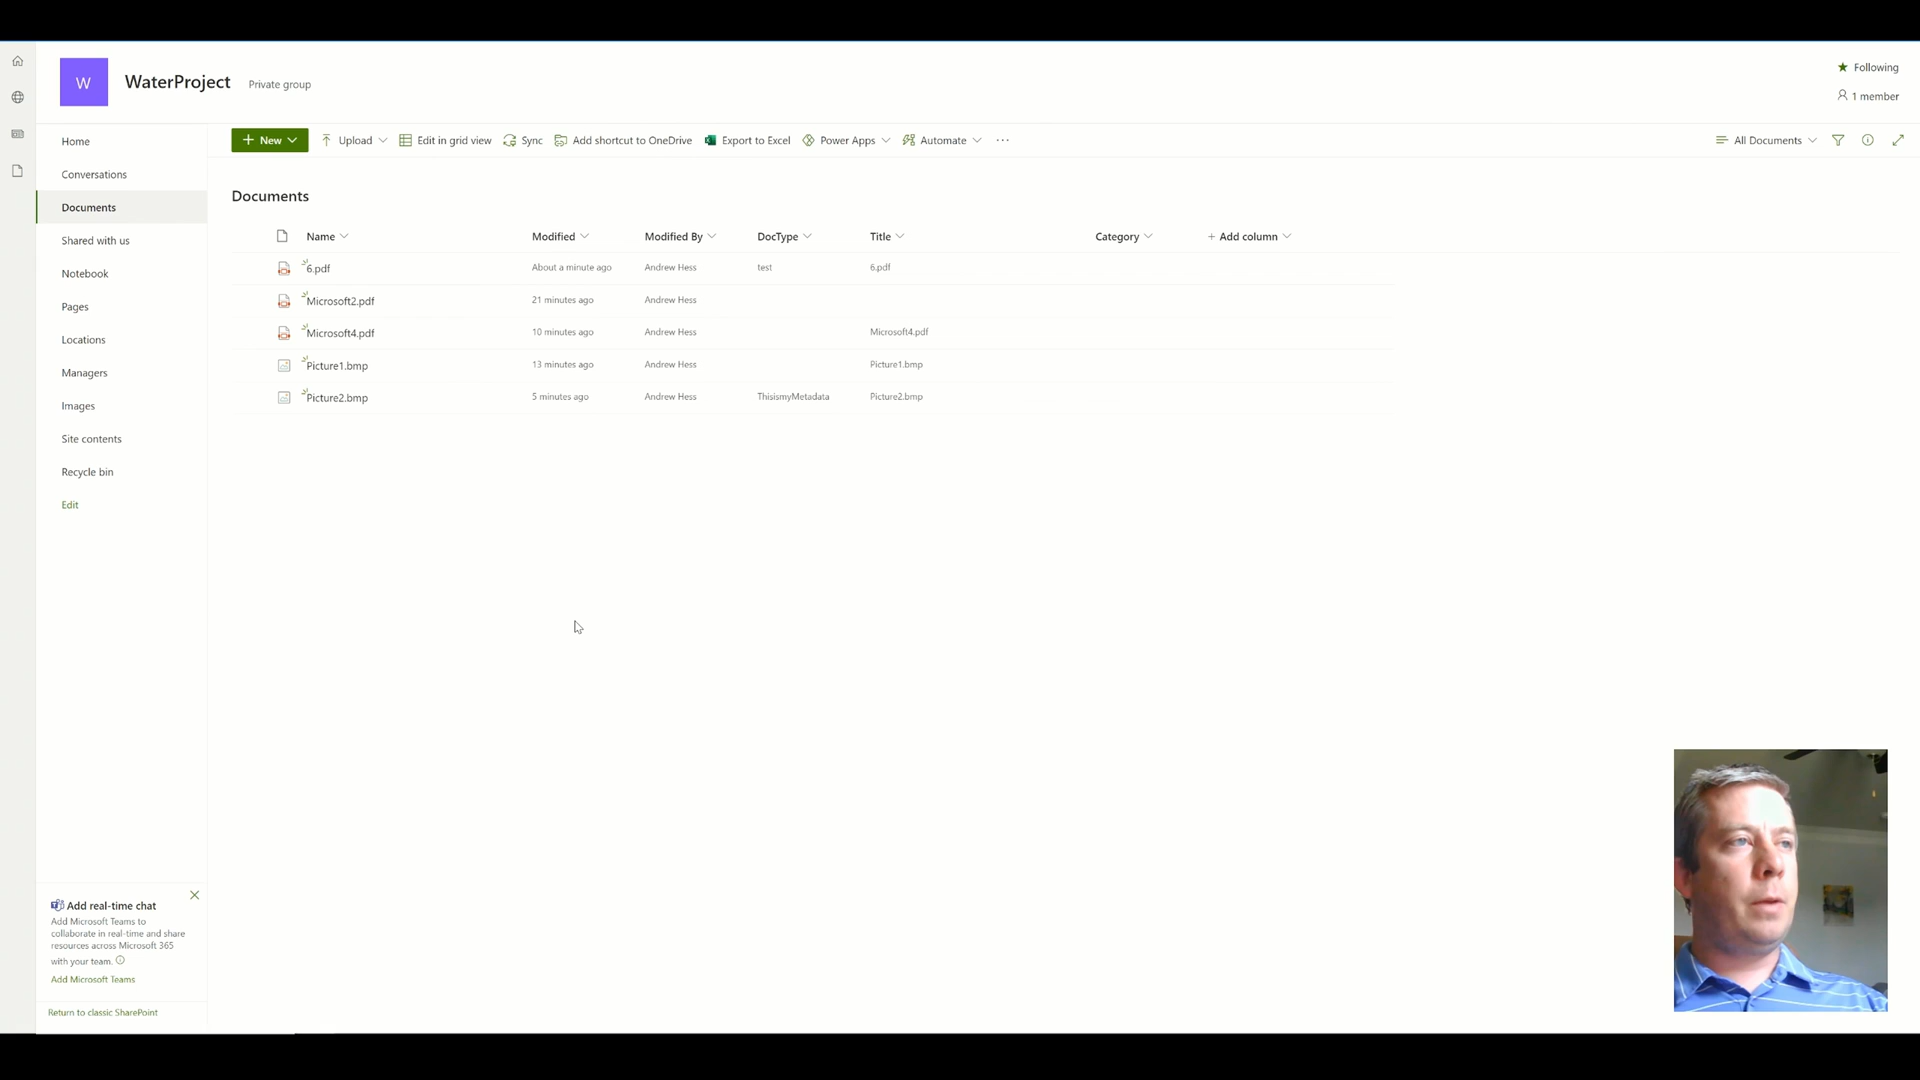 W
WaterProject Private group
Following
1 member
Home
Conversations
Documents
Shared with us
Notebook
Pages
Locations
Managers
Images
Site contents
Recycle bin
Edit
New Upload Edit in grid view Sync Add shortcut to OneDrive Export to Excel Power Apps Automate ··· All Documents
Documents
Name Modified Modified By DocType Title Category + Add column
6.pdf About a minute ago Andrew Hess test 6.pdf
Microsoft2.pdf 21 minutes ago Andrew Hess
Microsoft4.pdf 10 minutes ago Andrew Hess Microsoft4.pdf
Picture1.bmp 13 minutes ago Andrew Hess Picture1.bmp
Picture2.bmp 5 minutes ago Andrew Hess ThisismyMetadata Picture2.bmp
Add real-time chat
Add Microsoft Teams to
collaborate in real-time and share
resources across Microsoft 365
with your team.
Add Microsoft Teams
Return to classic SharePoint